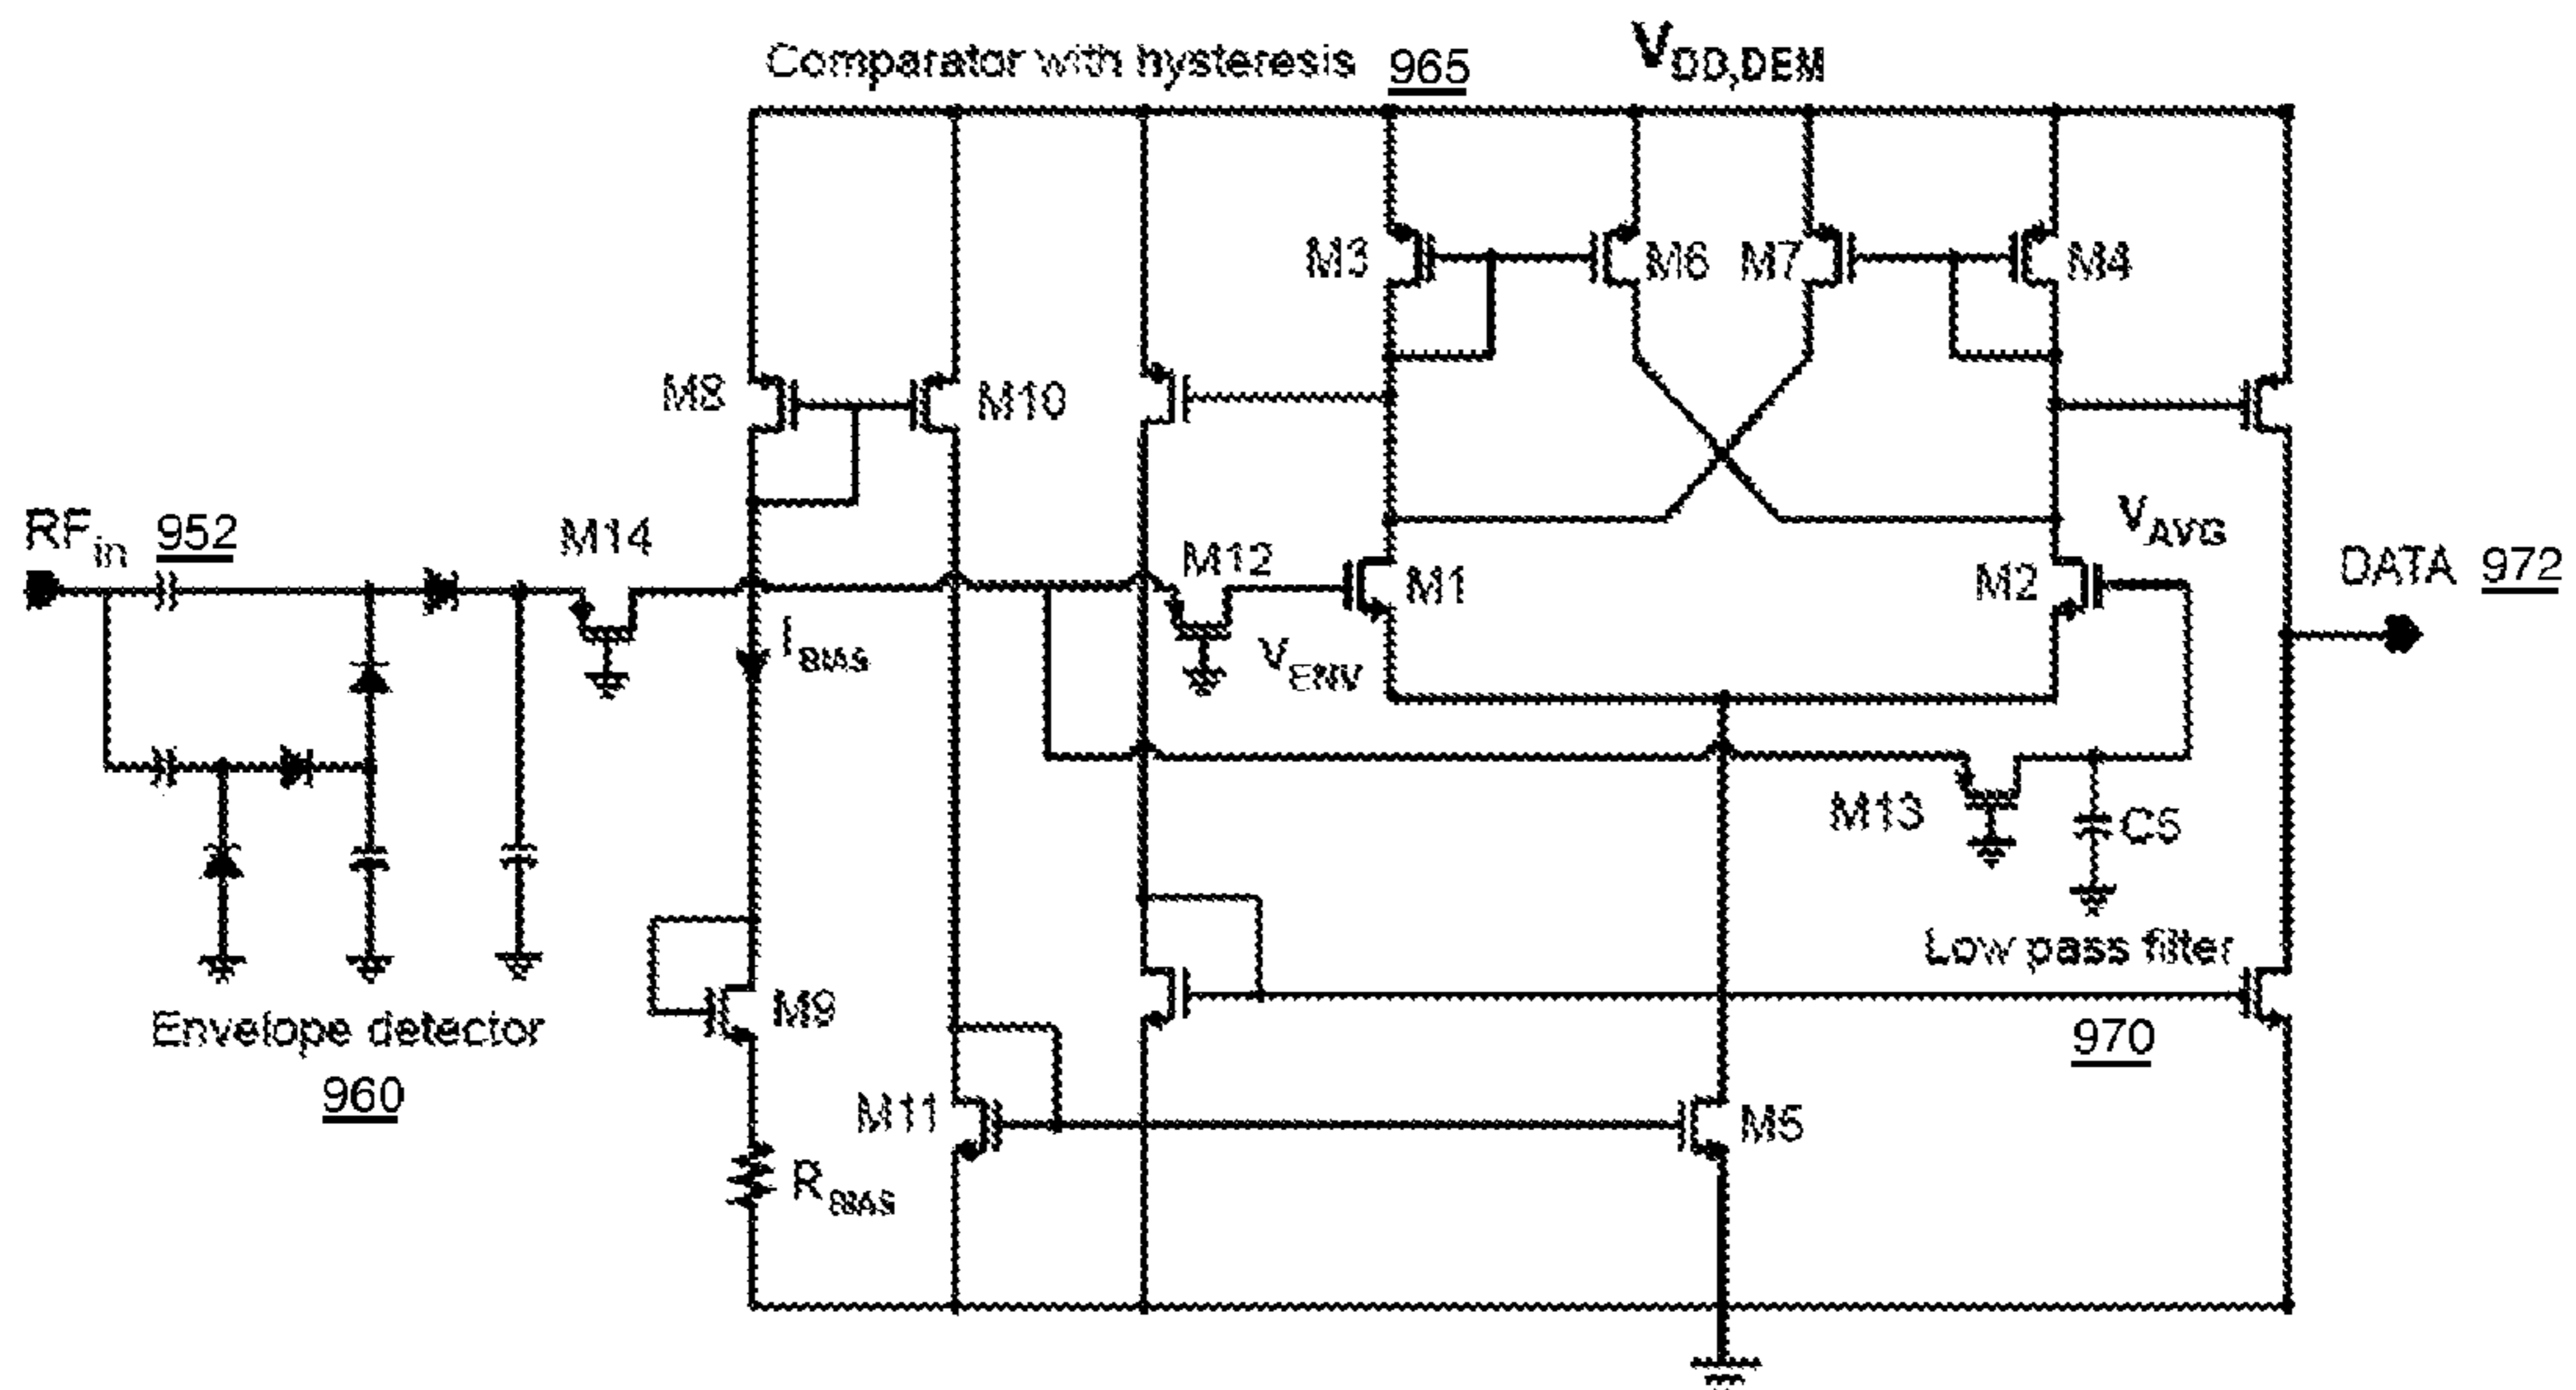 Comparator with hysteresis 965
VDD,DEM
M3
M6
M7
M4
M8
M10
RFin 952
M14
M12
M1
M2
VAVG
DATA 972
IBIAS
VENV
M13
C5
Low pass filter
970
M9
Envelope detector
960
M11
M5
RBIAS